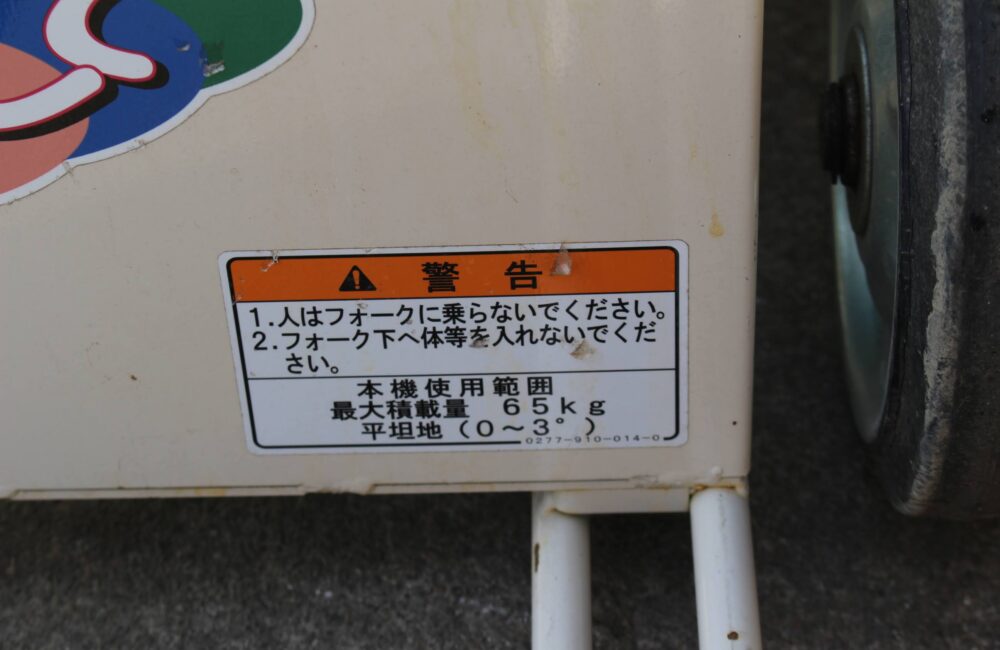 警告
1.人はフォークに乗らないでください。
2.フォーク下へ体等を入れないでくだ
さい。
本機使用範囲
最大積載量 65kg
平坦地(0～3°)
0277-910-014-0